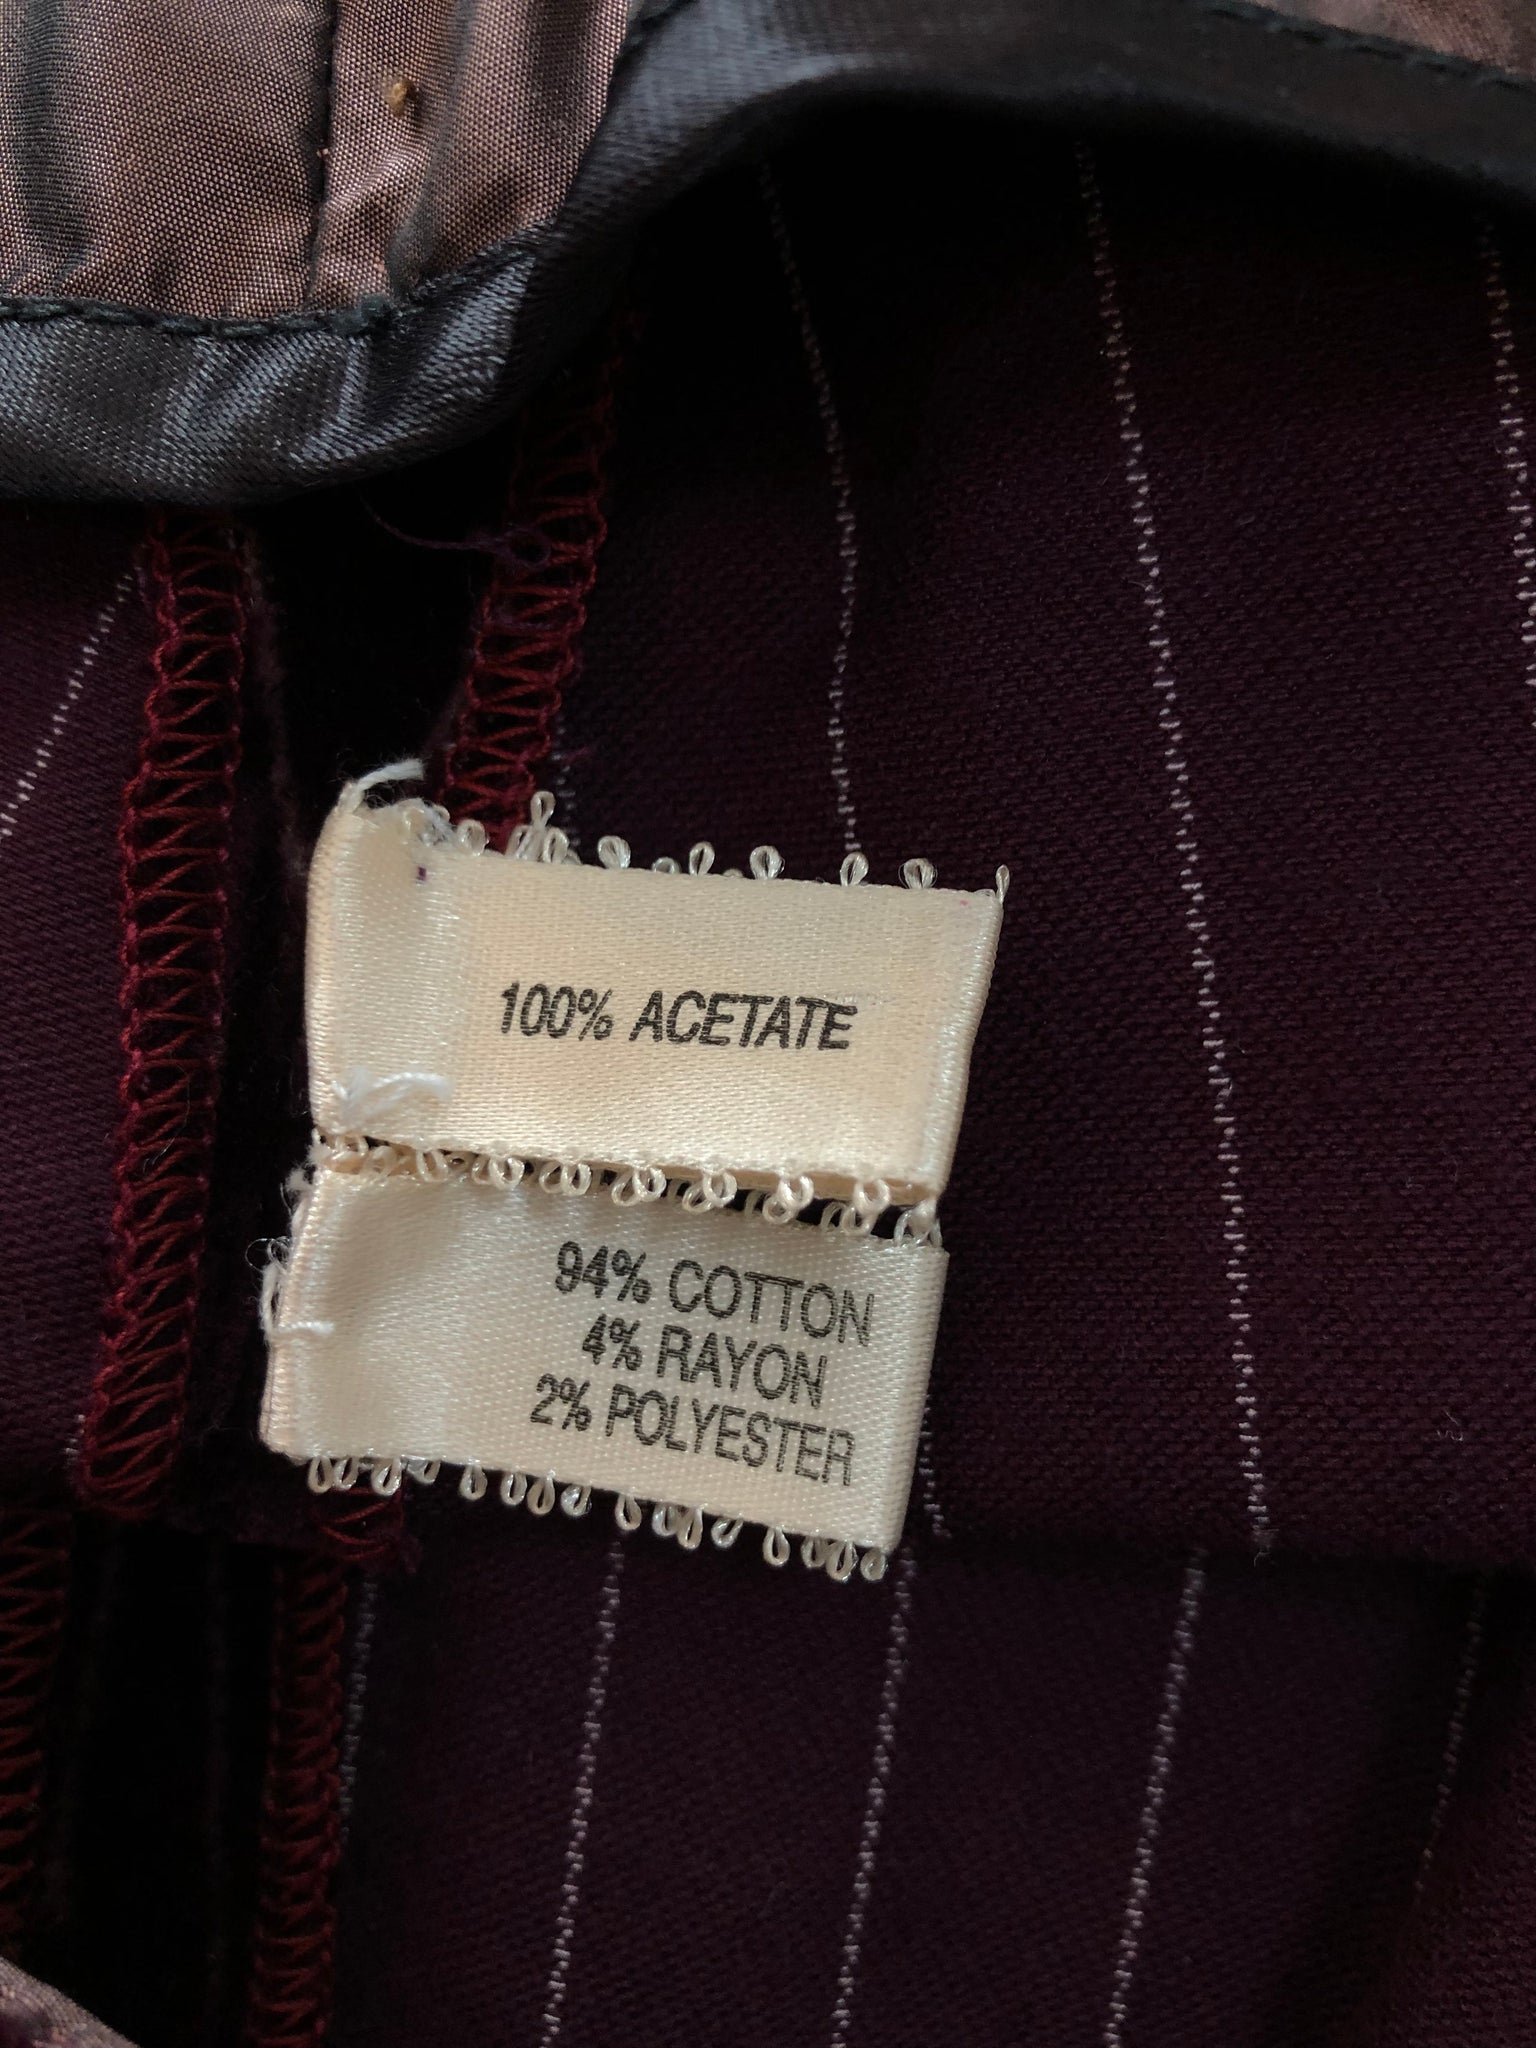 100% ACETATE
94% COTTON
4% RAYON
2% POLYESTER